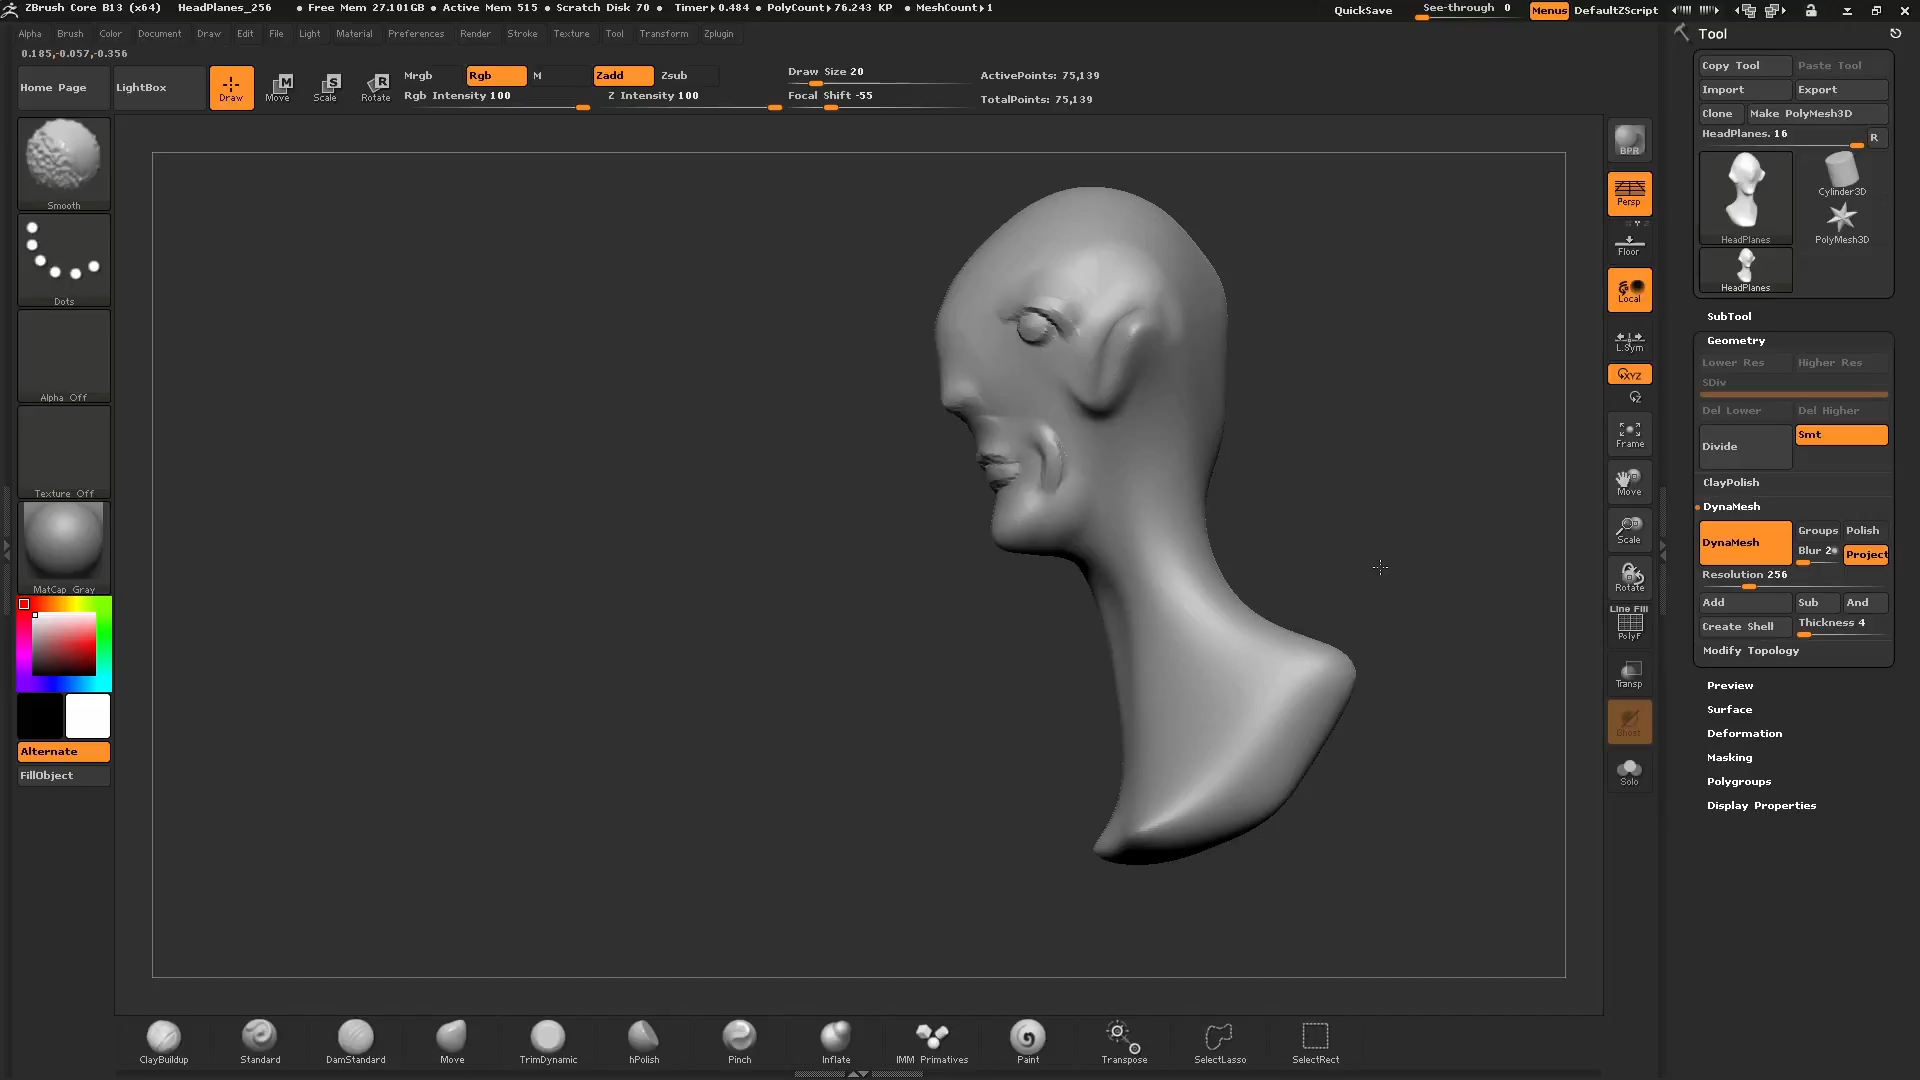 ZBrush Core B13 (x64) HeadPlanes_256 • Free Mem 27.101GB • Active Mem 515 • Scratch Disk 70 • Timer▸0.484 • PolyCount▸76.243 KP • MeshCount▸1 QuickSave See-through 0 Menus DefaultZScript
Alpha Brush Color Document Draw Edit File Light Material Preferences Render Stroke Texture Tool Transform Zplugin
0.185,-0.057,-0.356
Home Page
LightBox
Draw
Move
Scale
Rotate
Mrgb Rgb M Zadd Zsub
Rgb Intensity 100 Z Intensity 100
Draw Size 20
Focal Shift -55
ActivePoints: 75,139
TotalPoints: 75,139
Smooth
Dots
Alpha Off
Texture Off
MatCap Gray
Alternate
FillObject
BPR
Persp
Floor
Local
L.Sym
XYZ
Frame
Move
Scale
Rotate
Line Fill
PolyF
Transp
Ghost
Solo
Tool
Copy Tool Paste Tool
Import Export
Clone Make PolyMesh3D
HeadPlanes. 16 R
HeadPlanes
Cylinder3D
PolyMesh3D
HeadPlanes
SubTool
Geometry
Lower Res Higher Res
SDiv
Del Lower Del Higher
Divide Smt
ClayPolish
DynaMesh
DynaMesh Groups Polish
Blur 2 Project
Resolution 256
Add Sub And
Create Shell Thickness 4
Modify Topology
Preview
Surface
Deformation
Masking
Polygroups
Display Properties
ClayBuildup Standard DamStandard Move TrimDynamic hPolish Pinch Inflate IMM Primitives Paint Transpose SelectLasso SelectRect